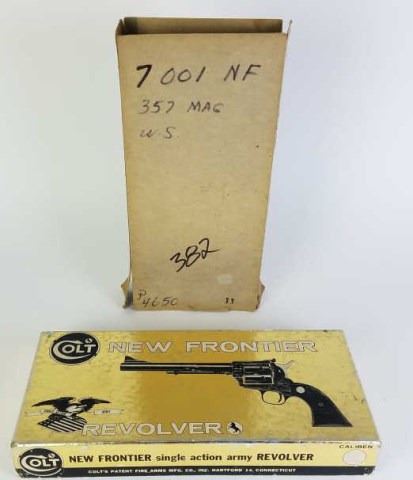 7001 NF
357 MAG
W.S.
382
P4650
11
COLT NEW FRONTIER
REVOLVER
CALIBER
COLT NEW FRONTIER single action army REVOLVER
COLT'S PATENT FIRE ARMS MFG. CO., INC. HARTFORD 14, CONNECTICUT